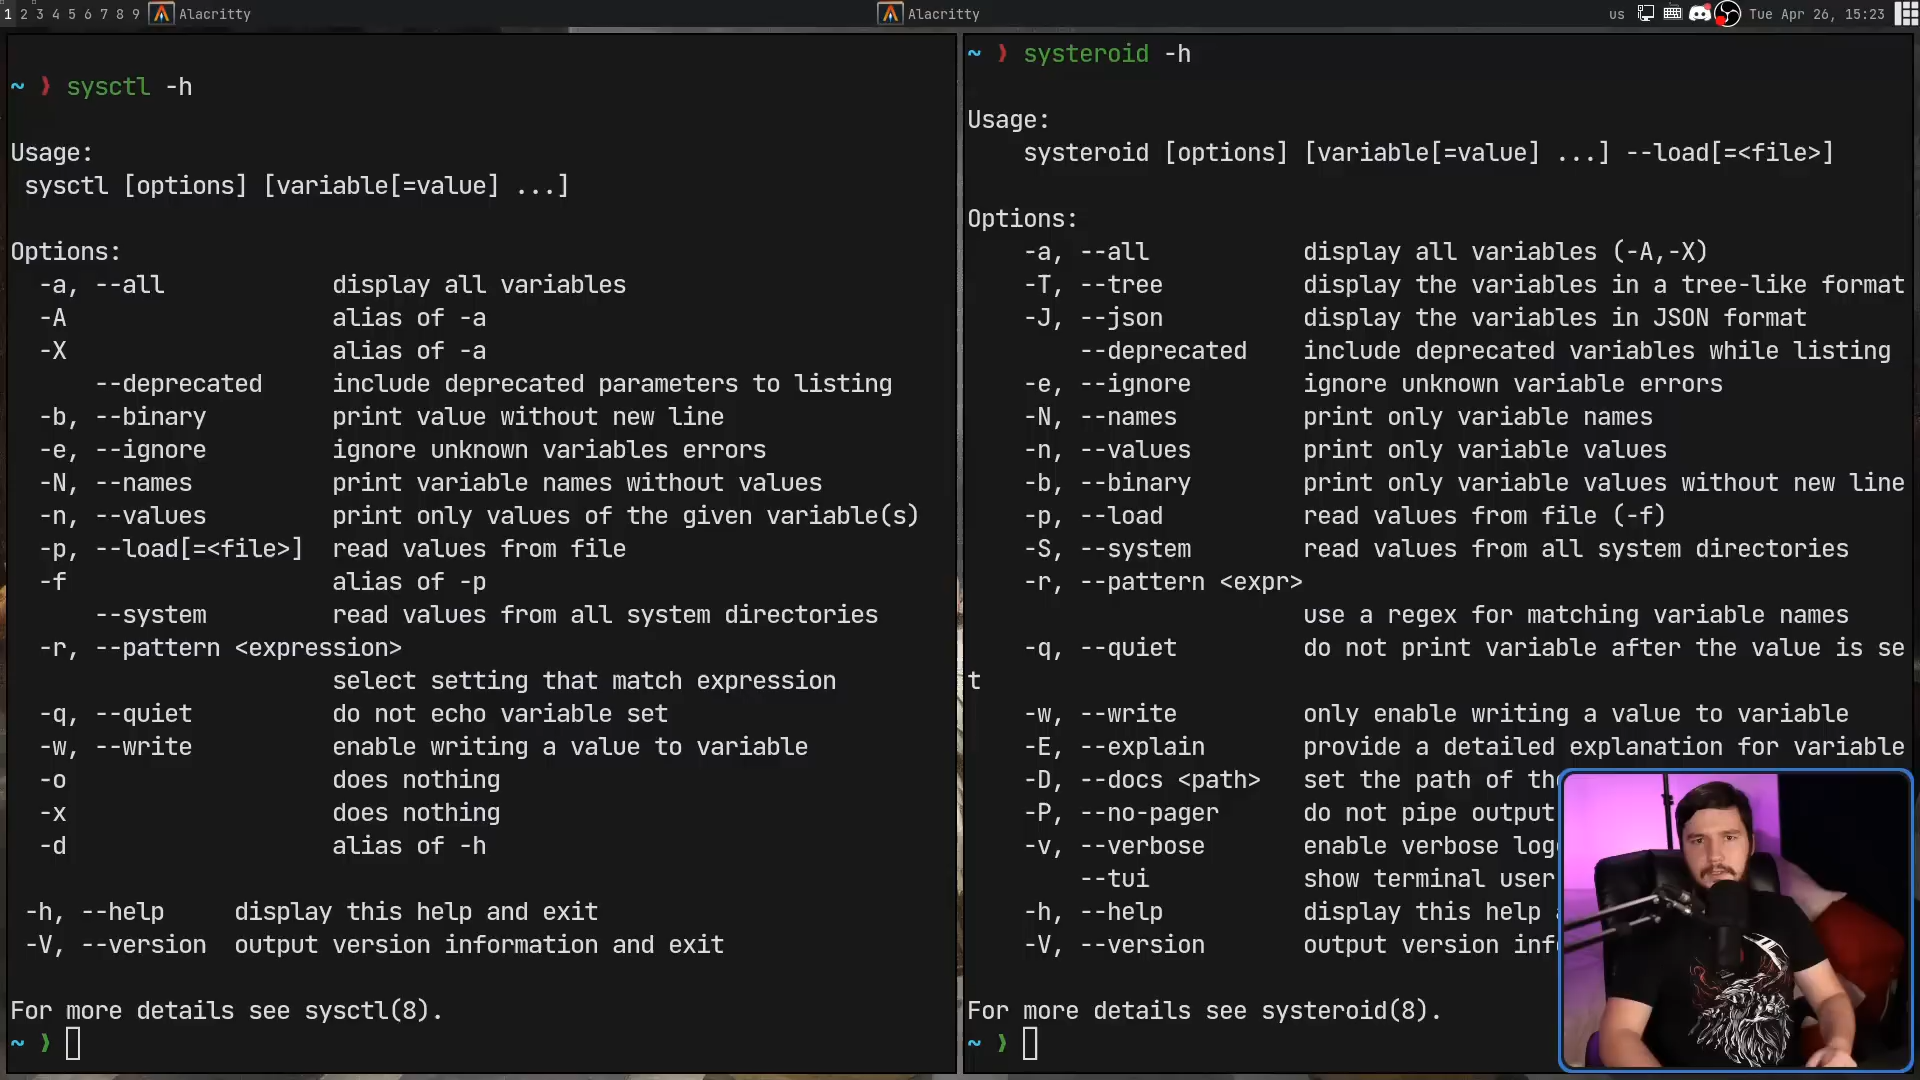 1 2 3 4 5 6 7 8 9 Alacritty
Alacritty
us Tue Apr 26, 15:23
~ ❫ sysctl -h
Usage:
sysctl [options] [variable[=value] ...]
Options:
-a, --all display all variables
-A alias of -a
-X alias of -a
--deprecated include deprecated parameters to listing
-b, --binary print value without new line
-e, --ignore ignore unknown variables errors
-N, --names print variable names without values
-n, --values print only values of the given variable(s)
-p, --load[=<file>] read values from file
-f alias of -p
--system read values from all system directories
-r, --pattern <expression>
select setting that match expression
-q, --quiet do not echo variable set
-w, --write enable writing a value to variable
-o does nothing
-x does nothing
-d alias of -h
-h, --help display this help and exit
-V, --version output version information and exit
For more details see sysctl(8).
~ ❫
~ ❫ systeroid -h
Usage:
systeroid [options] [variable[=value] ...] --load[=<file>]
Options:
-a, --all display all variables (-A,-X)
-T, --tree display the variables in a tree-like format
-J, --json display the variables in JSON format
--deprecated include deprecated variables while listing
-e, --ignore ignore unknown variable errors
-N, --names print only variable names
-n, --values print only variable values
-b, --binary print only variable values without new line
-p, --load read values from file (-f)
-S, --system read values from all system directories
-r, --pattern <expr>
use a regex for matching variable names
-q, --quiet do not print variable after the value is se
t
-w, --write only enable writing a value to variable
-E, --explain provide a detailed explanation for variable
-D, --docs <path> set the path of
-P, --no-pager do not pipe output
-v, --verbose enable verbose
--tui show terminal user
-h, --help display this help
-V, --version output version
For more details see systeroid(8).
~ ❫